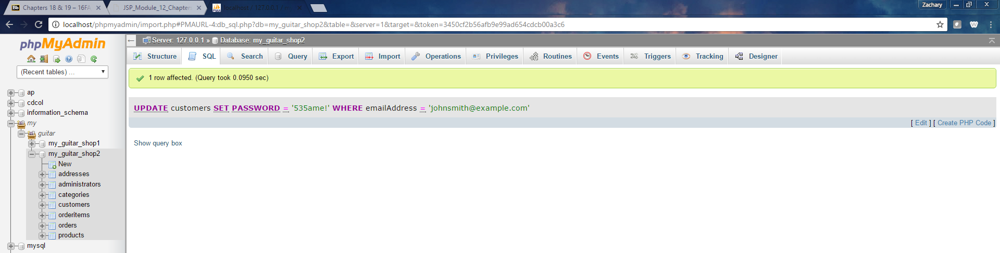 Chapters 18 & 19 – 16FA
JSP_Module_12_Chapters
localhost / 127.0.0.1 / m
Zachary
localhost/phpmyadmin/import.php#PMAURL-4:db_sql.php?db=my_guitar_shop2&table=&server=1&target=&token=3450cf2b56afb9e99ad654cdcb00a3c6
phpMyAdmin
(Recent tables) ...
ap
cdcol
information_schema
my
guitar
my_guitar_shop1
my_guitar_shop2
New
addresses
administrators
categories
customers
orderitems
orders
products
mysql
Server: 127.0.0.1 » Database: my_guitar_shop2
Structure SQL Search Query Export Import Operations Privileges Routines Events Triggers Tracking Designer
1 row affected. (Query took 0.0950 sec)
UPDATE customers SET PASSWORD = '535ame!' WHERE emailAddress = 'johnsmith@example.com'
[ Edit ] [ Create PHP Code ]
Show query box